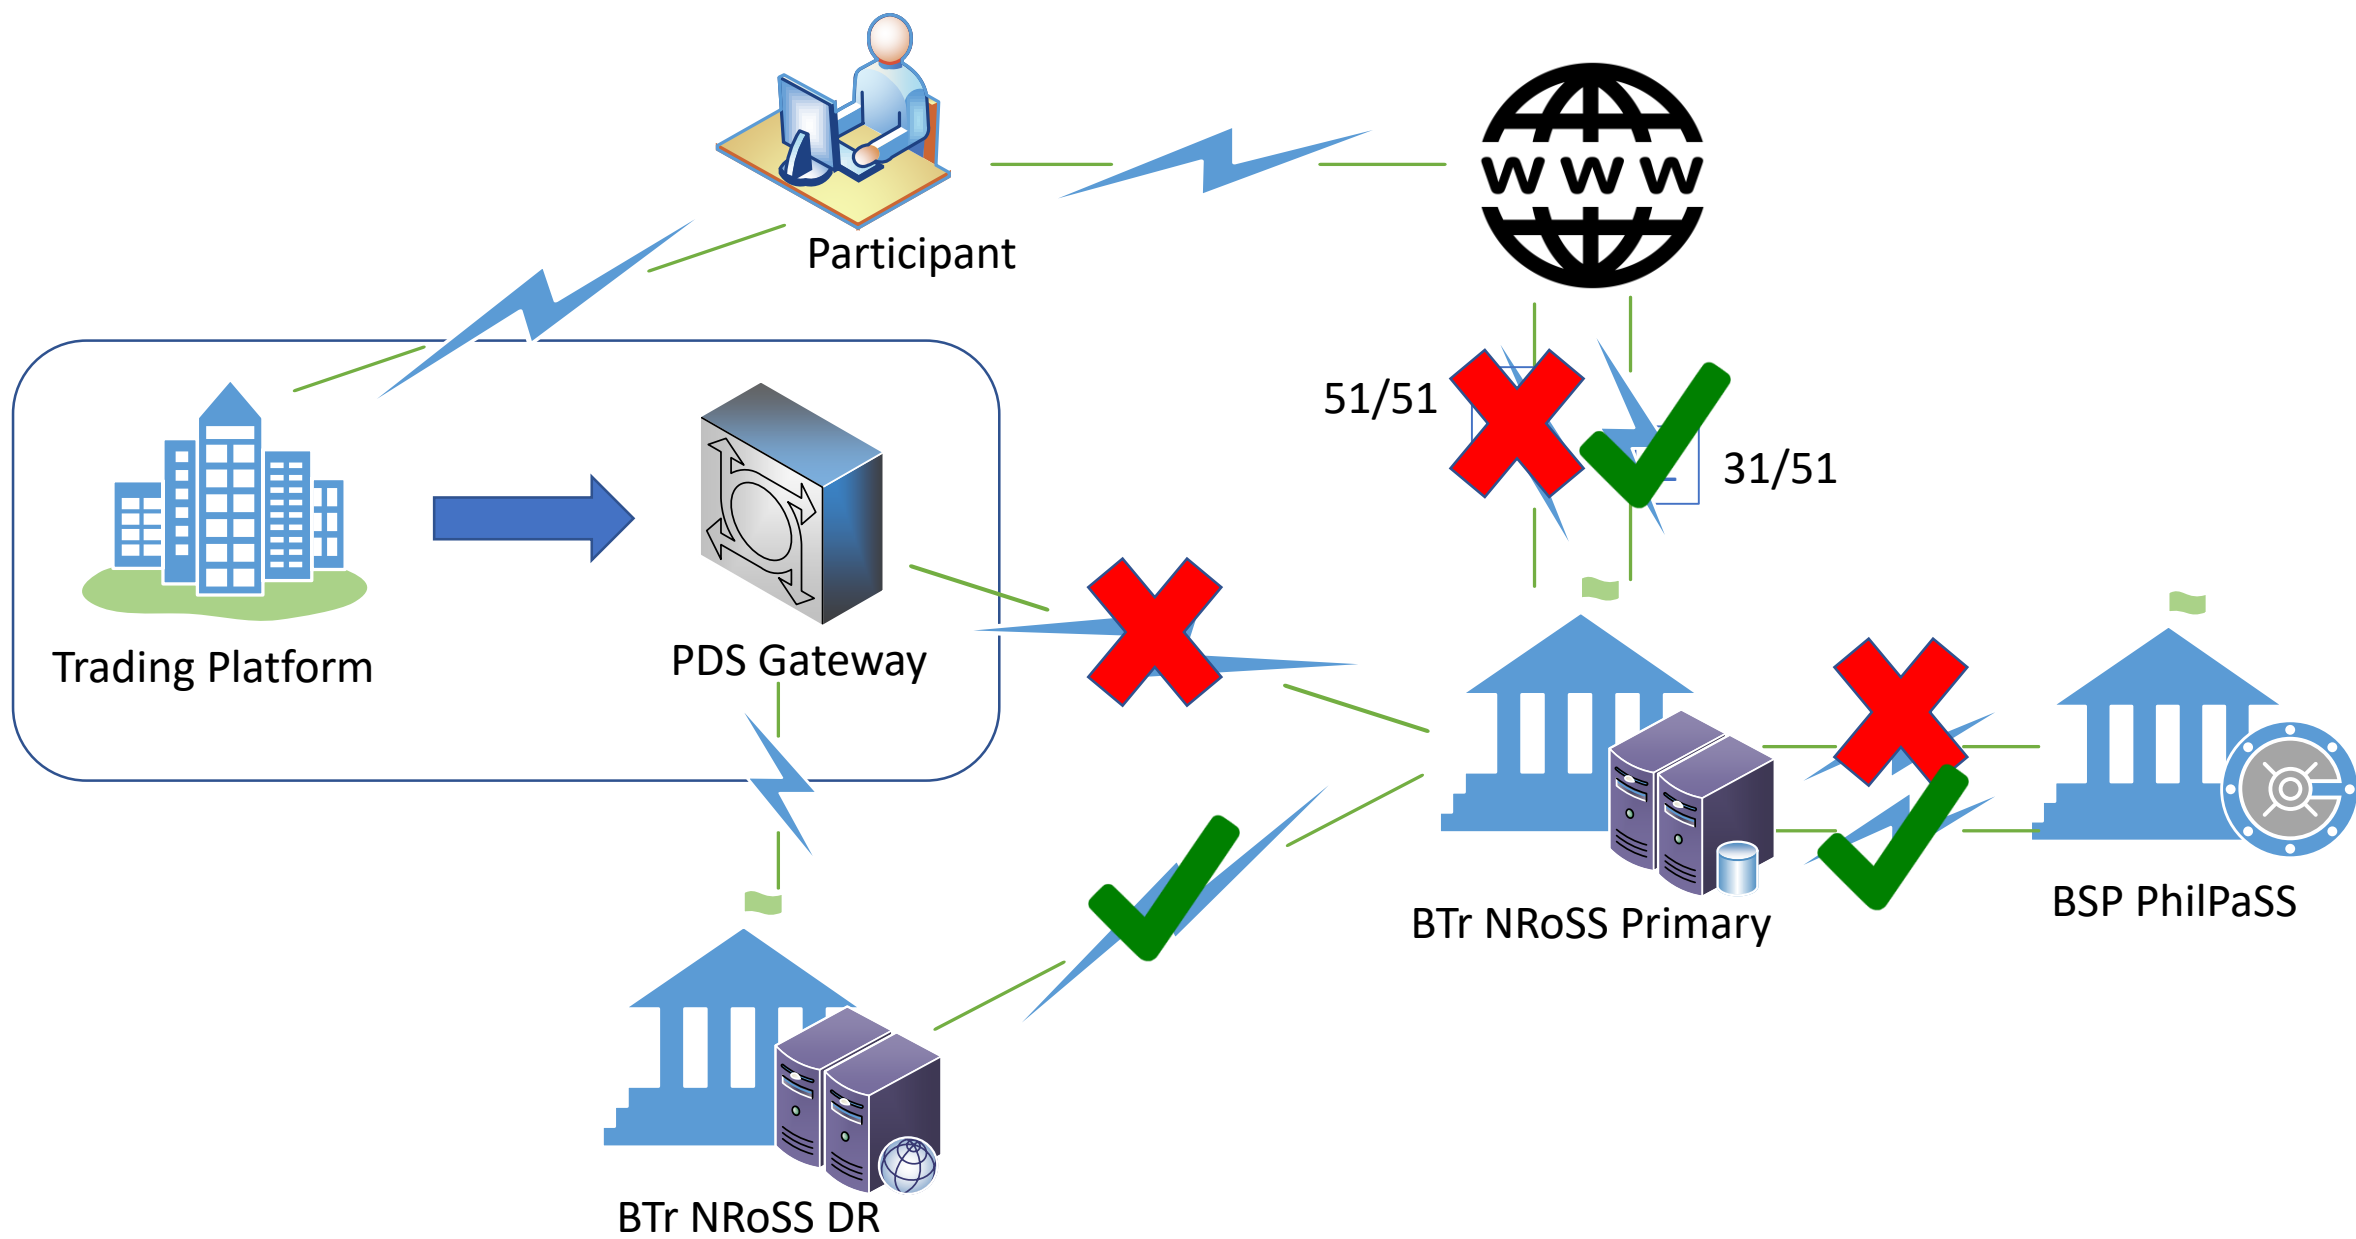 www
Participant
51/51
31/51
Trading Platform
PDS Gateway
BTr NRoSS Primary
BSP PhilPaSS
BTr NRoSS DR